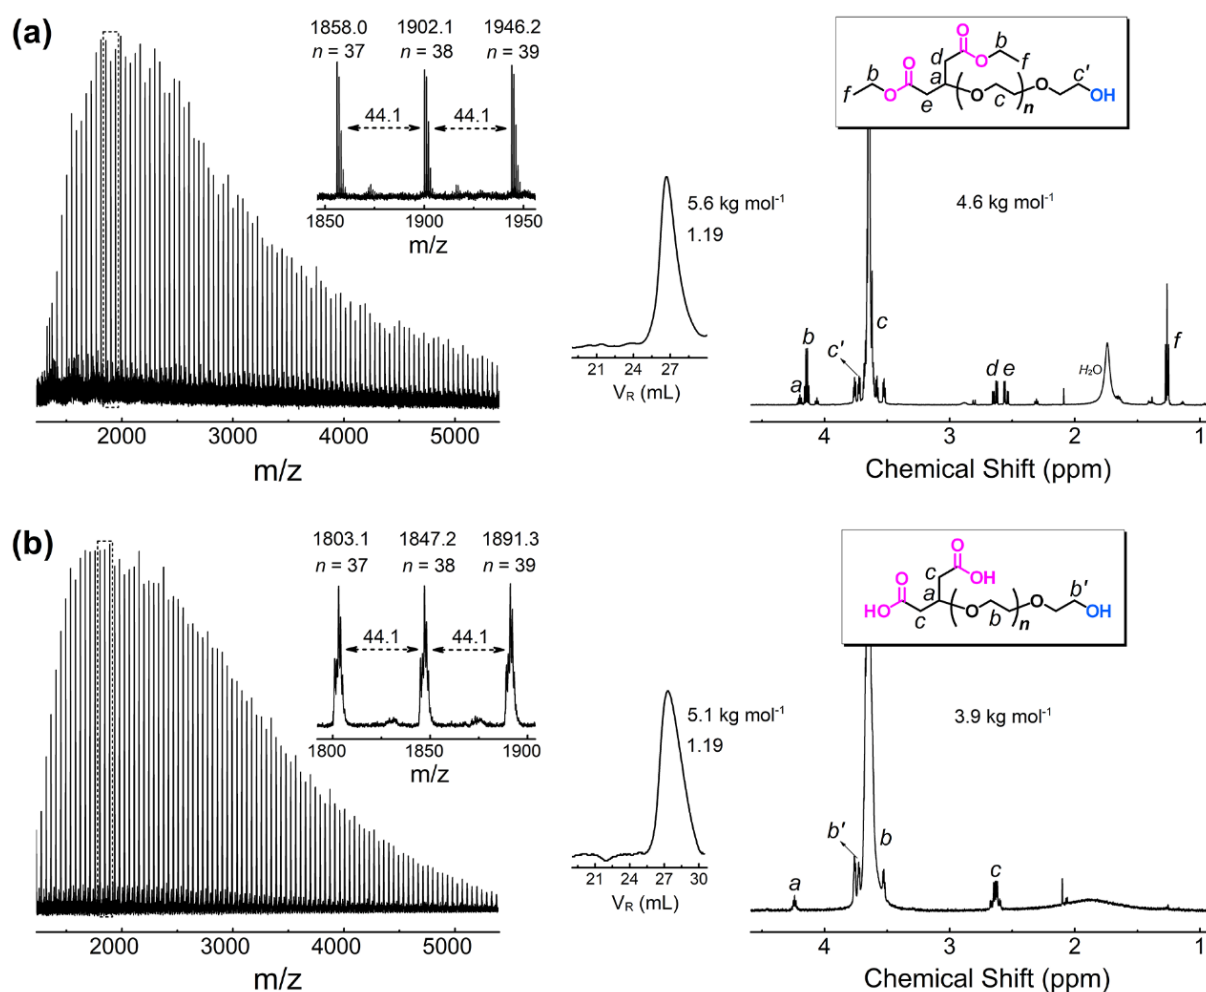 (a)
1858.0 1902.1 1946.2
n = 37 n = 38 n = 39
44.1 44.1
1850 1900 1950
m/z
2000 3000 4000 5000
m/z
5.6 kg mol⁻¹
1.19
21 24 27
V_R (mL)
O b
d O f
b O a c'
f O e ( O c ) n O OH
4.6 kg mol⁻¹
a b c' c d e H₂O f
4 3 2 1
Chemical Shift (ppm)
(b)
1803.1 1847.2 1891.3
n = 37 n = 38 n = 39
44.1 44.1
1800 1850 1900
m/z
2000 3000 4000 5000
m/z
5.1 kg mol⁻¹
1.19
21 24 27 30
V_R (mL)
O
c OH
O a b'
HO c ( O b ) n O OH
3.9 kg mol⁻¹
a b' b c
4 3 2 1
Chemical Shift (ppm)